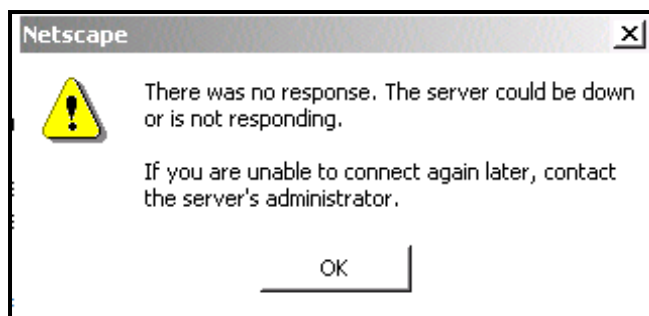 Netscape
There was no response. The server could be down
or is not responding.
If you are unable to connect again later, contact
the server's administrator.
OK